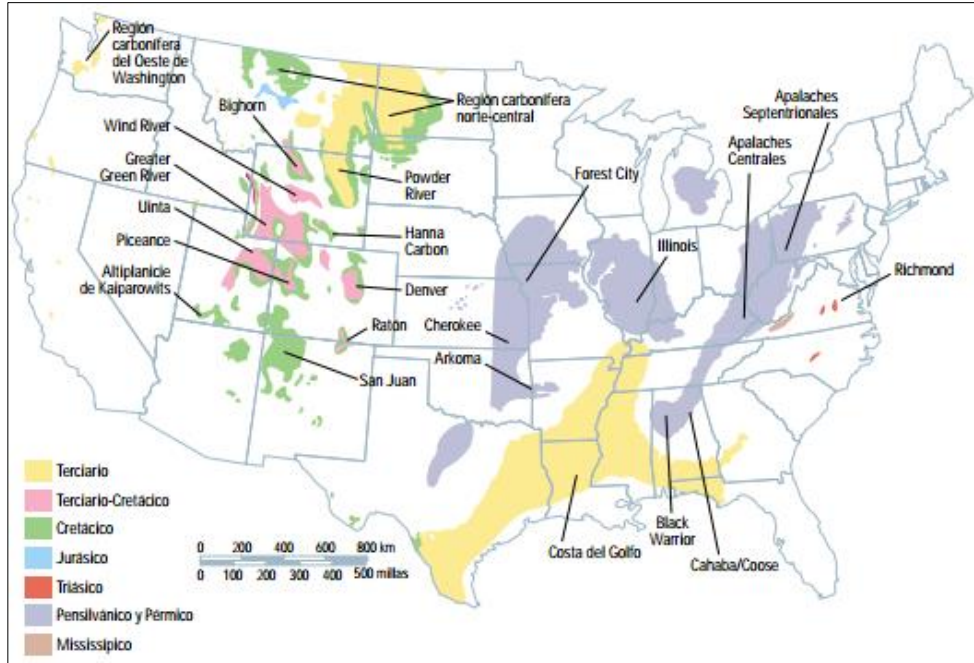 Región
carbonífera
del Oeste de
Washington
Bighorn
Wind River
Greater
Green River
Uinta
Piceance
Altiplanicie
de Kaiparowits
Región carbonífera
norte-central
Powder
River
Hanna
Carbon
Denver
Ratón
San Juan
Forest City
Cherokee
Arkoma
Illinois
Apalaches
Septentrionales
Apalaches
Centrales
Richmond
Costa del Golfo
Black
Warrior
Cahaba/Coose
Terciario
Terciario-Cretácico
Cretácico
Jurásico
Triásico
Pensilvánico y Pérmico
Mississípico
0 200 400 600 800 km
0 100 200 300 400 500 millas